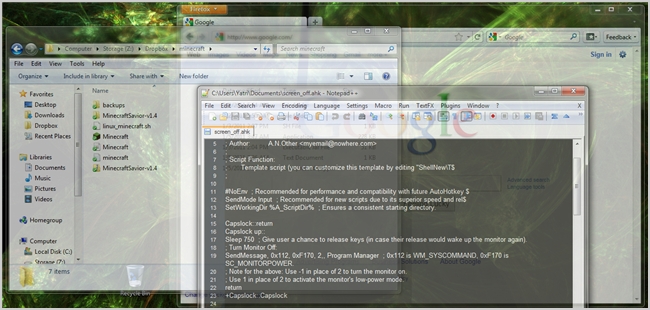 Firefox
Google
http://www.google.com/
Computer ▸ Storage (Z:) ▸ Dropbox ▸ minecraft
Search minecraft
Google
Feedback
Sign in
File Edit View Tools Help
Organize Include in library Share with New folder
Favorites
Desktop
Downloads
Dropbox
Recent Places
Libraries
Documents
Music
Pictures
Videos
Homegroup
Computer
Local Disk (C:)
Storage (Z:)
7 items
backups
MinecraftSavior-v1.4
linux_minecraft.sh
Minecraft
Minecraft
minecraft
MinecraftSavior-v1.4
Recycle Bin
C:\Users\Yatri\Documents\screen_off.ahk - Notepad++
File Edit Search View Encoding Language Settings Macro Run TextFX Plugins Window ?
screen_off.ahk
5 ; Author: A.N.Other <myemail@nowhere.com>
6 ;
7 ; Script Function:
8 ; Template script (you can customize this template by editing "ShellNew\T$
9 ;
10
11 #NoEnv ; Recommended for performance and compatibility with future AutoHotkey $
12 SendMode Input ; Recommended for new scripts due to its superior speed and rel$
13 SetWorkingDir %A_ScriptDir% ; Ensures a consistent starting directory.
14
15 Capslock::return
16 Capslock up::
17 Sleep 750 ; Give user a chance to release keys (in case their release would wake up the monitor again).
18 ; Turn Monitor Off:
19 SendMessage, 0x112, 0xF170, 2,, Program Manager ; 0x112 is WM_SYSCOMMAND, 0xF170 is
SC_MONITORPOWER.
20 ; Note for the above: Use -1 in place of 2 to turn the monitor on.
21 ; Use 1 in place of 2 to activate the monitor's low-power mode.
22 return
23 +Capslock::Capslock
24
Advanced search
Language tools
About Google